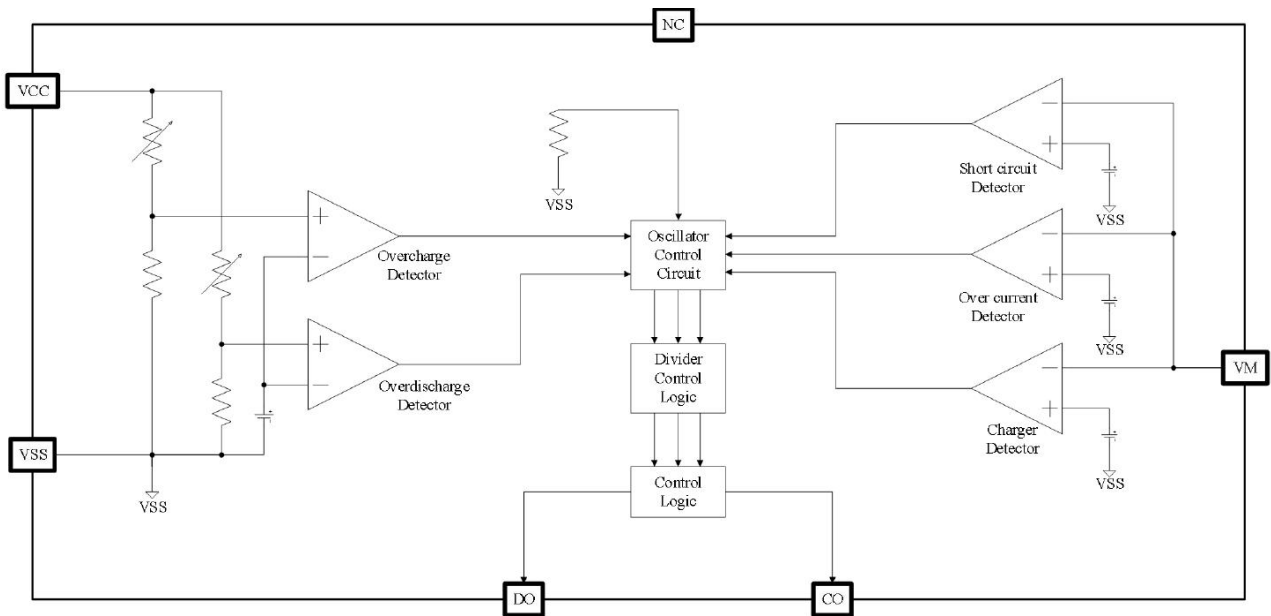 NC
VCC
Short circuit
Detector
VSS
VSS
Overcharge
Detector
Oscillator
Control
Circuit
Over current
Detector
VSS
Overdischarge
Detector
Divider
Control
Logic
VM
Charger
Detector
VSS
VSS
VSS
Control
Logic
DO
CO